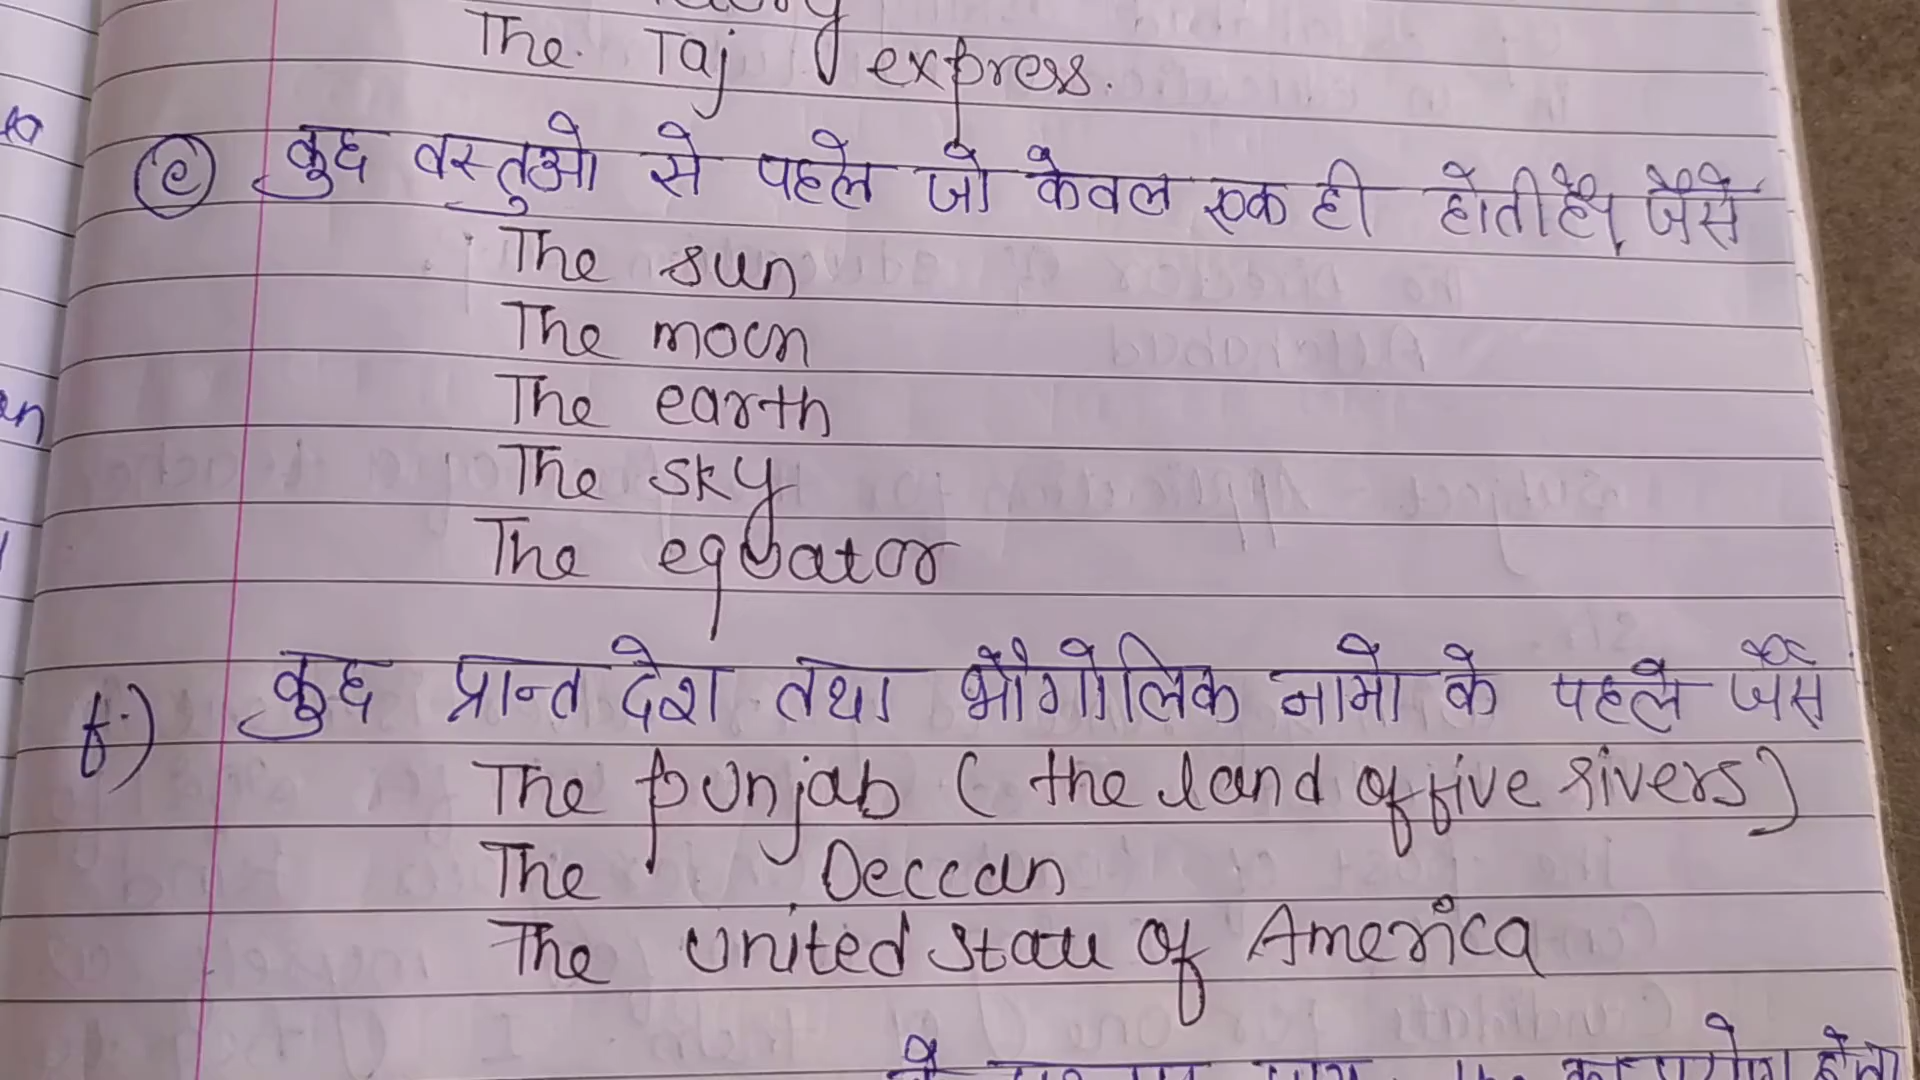 The. Taj express.
(e) कुछ वस्तुओ से पहले जो केवल एक ही होती है, जैसे
The sun
The moon
The earth
The sky
The equator
f.) कुछ प्रान्त देश तथा भौगोलिक नामो के पहले जैसे
The punjab ( the land of five rivers)
The Deccan
The United State of America